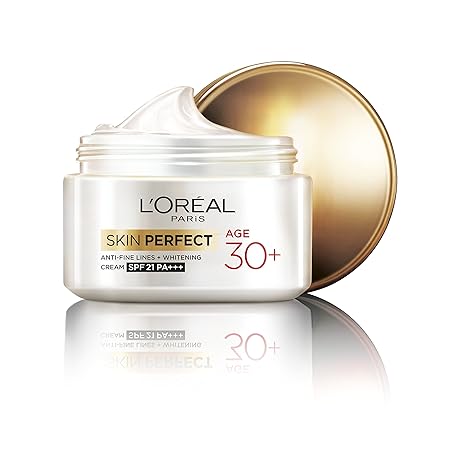 L'ORÉAL
PARIS
SKIN PERFECT
AGE
30+
ANTI-FINE LINES + WHITENING
CREAM SPF 21 PA+++